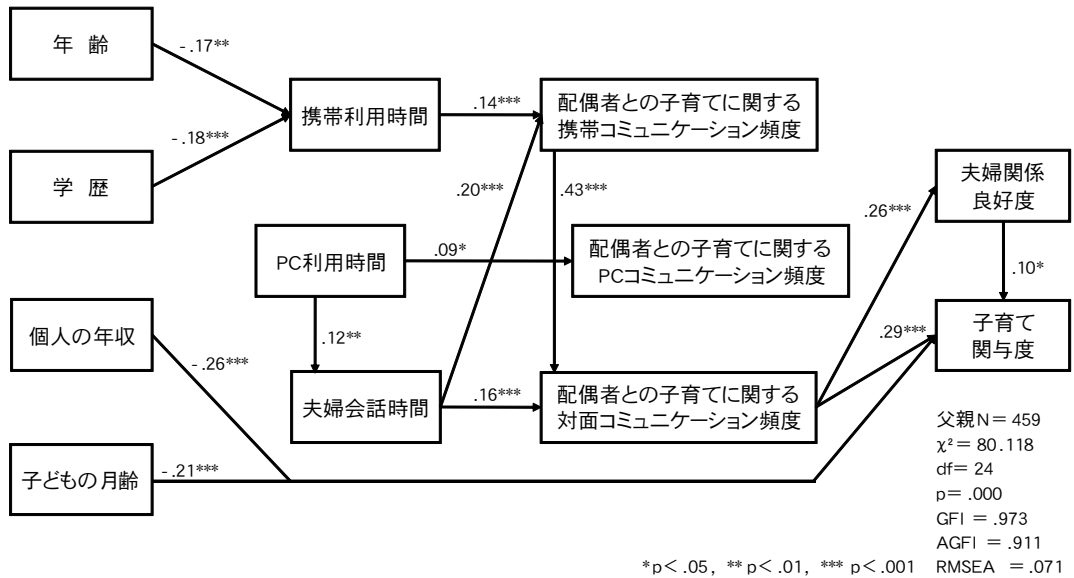 年 齢
-.17**
学 歴
-.18***
携帯利用時間
.14***
配偶者との子育てに関する
携帯コミュニケーション頻度
.20***
.43***
PC利用時間
.09*
配偶者との子育てに関する
PCコミュニケーション頻度
.12**
夫婦会話時間
.16***
配偶者との子育てに関する
対面コミュニケーション頻度
個人の年収
-.26***
子どもの月齢
-.21***
夫婦関係
良好度
.26***
.10*
.29***
子育て
関与度
父親N= 459
χ²= 80.118
df= 24
p= .000
GFI = .973
AGFI = .911
RMSEA = .071
*p< .05, ** p< .01, *** p< .001